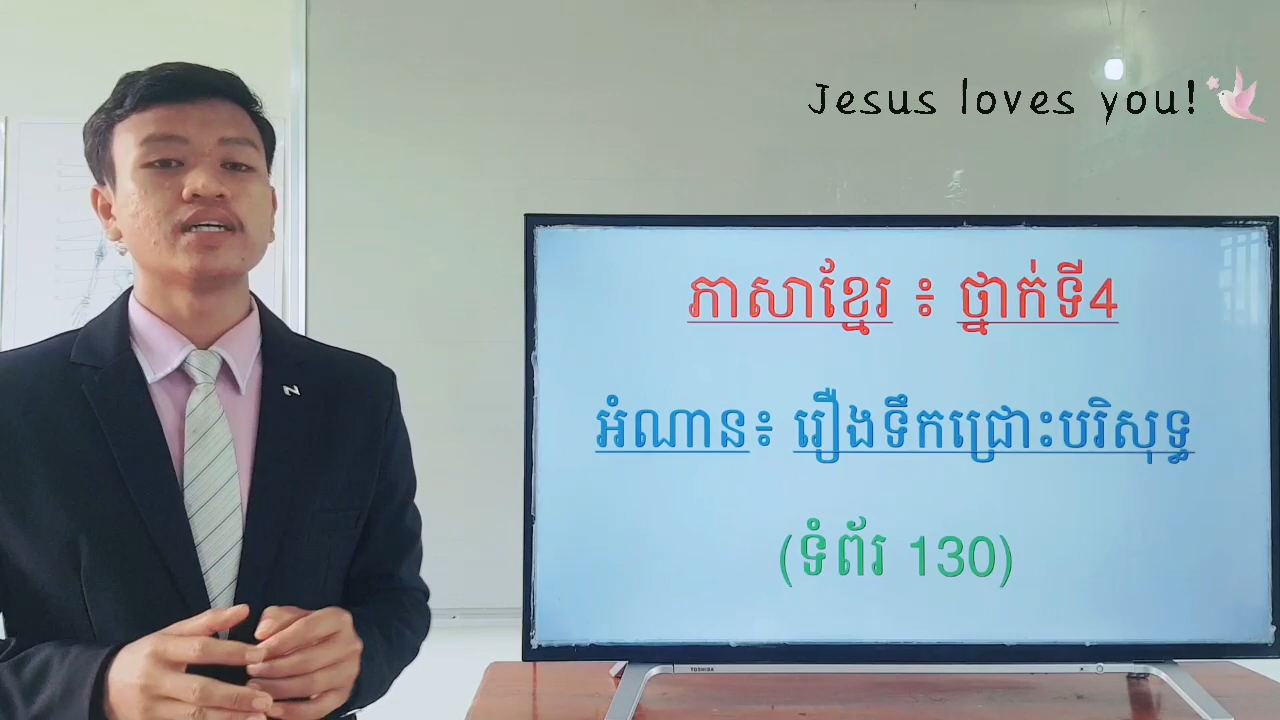 Jesus loves you!
ភាសាខ្មែរ ៖ ថ្នាក់ទី4
អំណាន៖ រឿងទឹកជ្រោះបរិសុទ្ធ
(ទំព័រ 130)
TOSHIBA
N